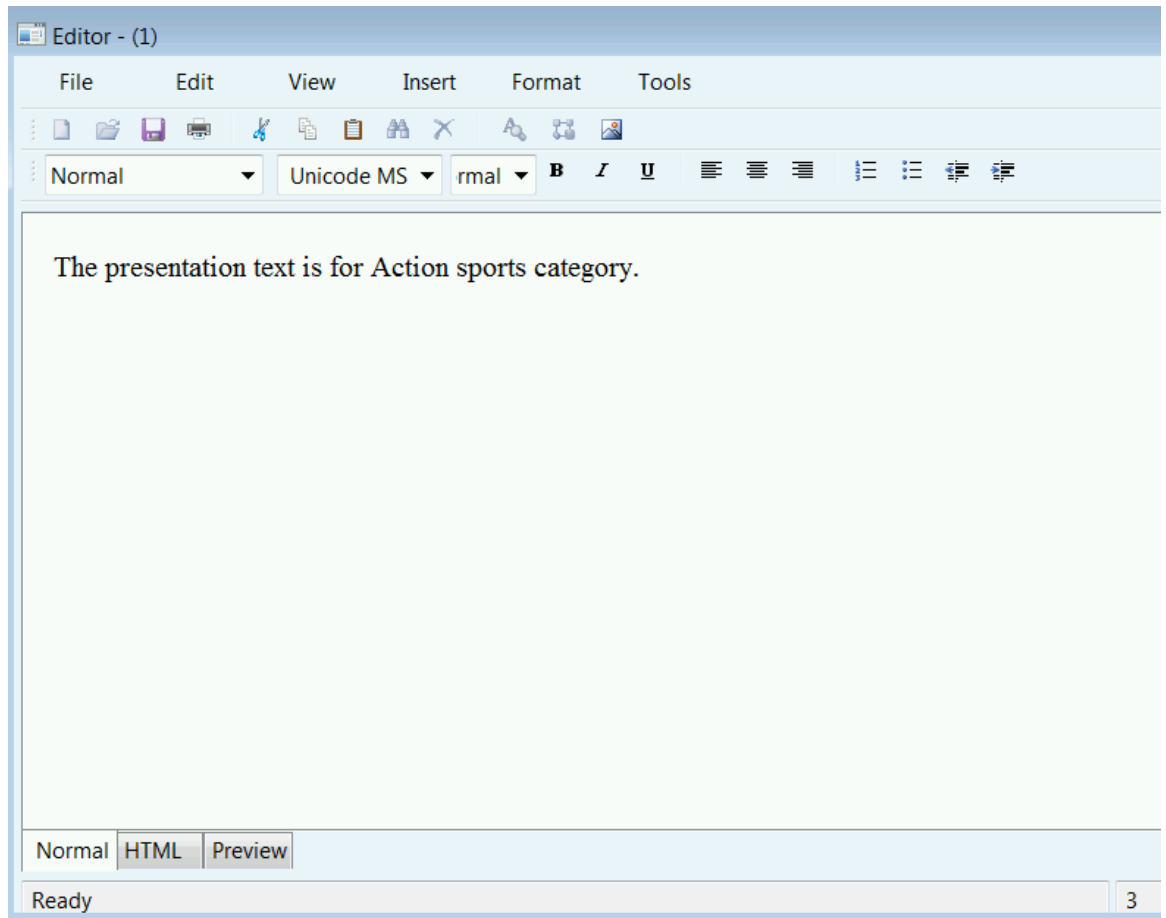 Editor - (1)
File Edit View Insert Format Tools
Normal Unicode MS rmal B I U
The presentation text is for Action sports category.
Normal HTML Preview
Ready 3